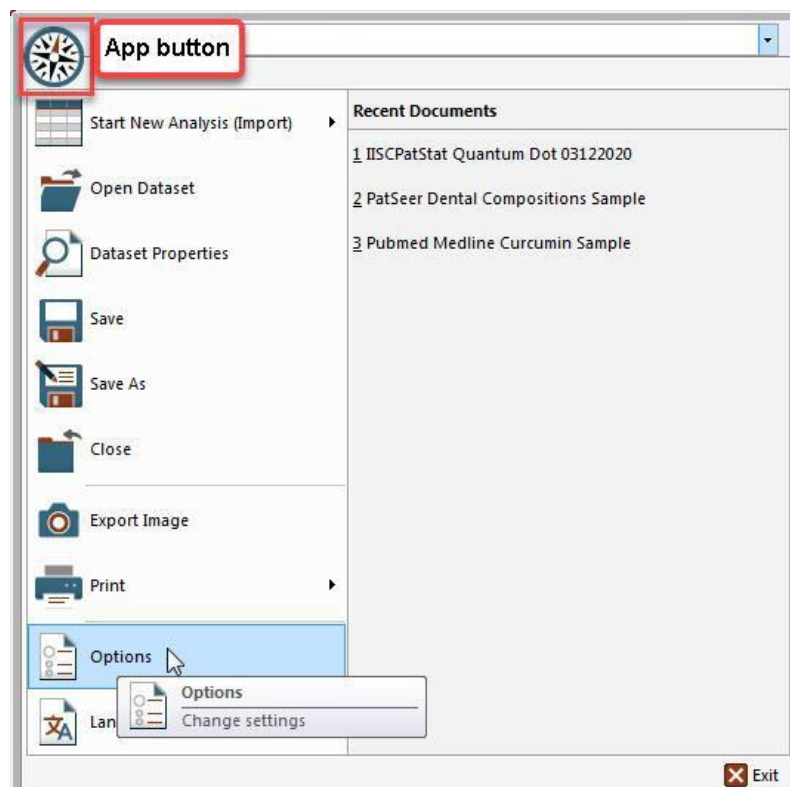 App button
Start New Analysis (Import)
Open Dataset
Dataset Properties
Save
Save As
Close
Export Image
Print
Options
Lan
Options
Change settings
Recent Documents
1 IISCPatStat Quantum Dot 03122020
2 PatSeer Dental Compositions Sample
3 Pubmed Medline Curcumin Sample
Exit